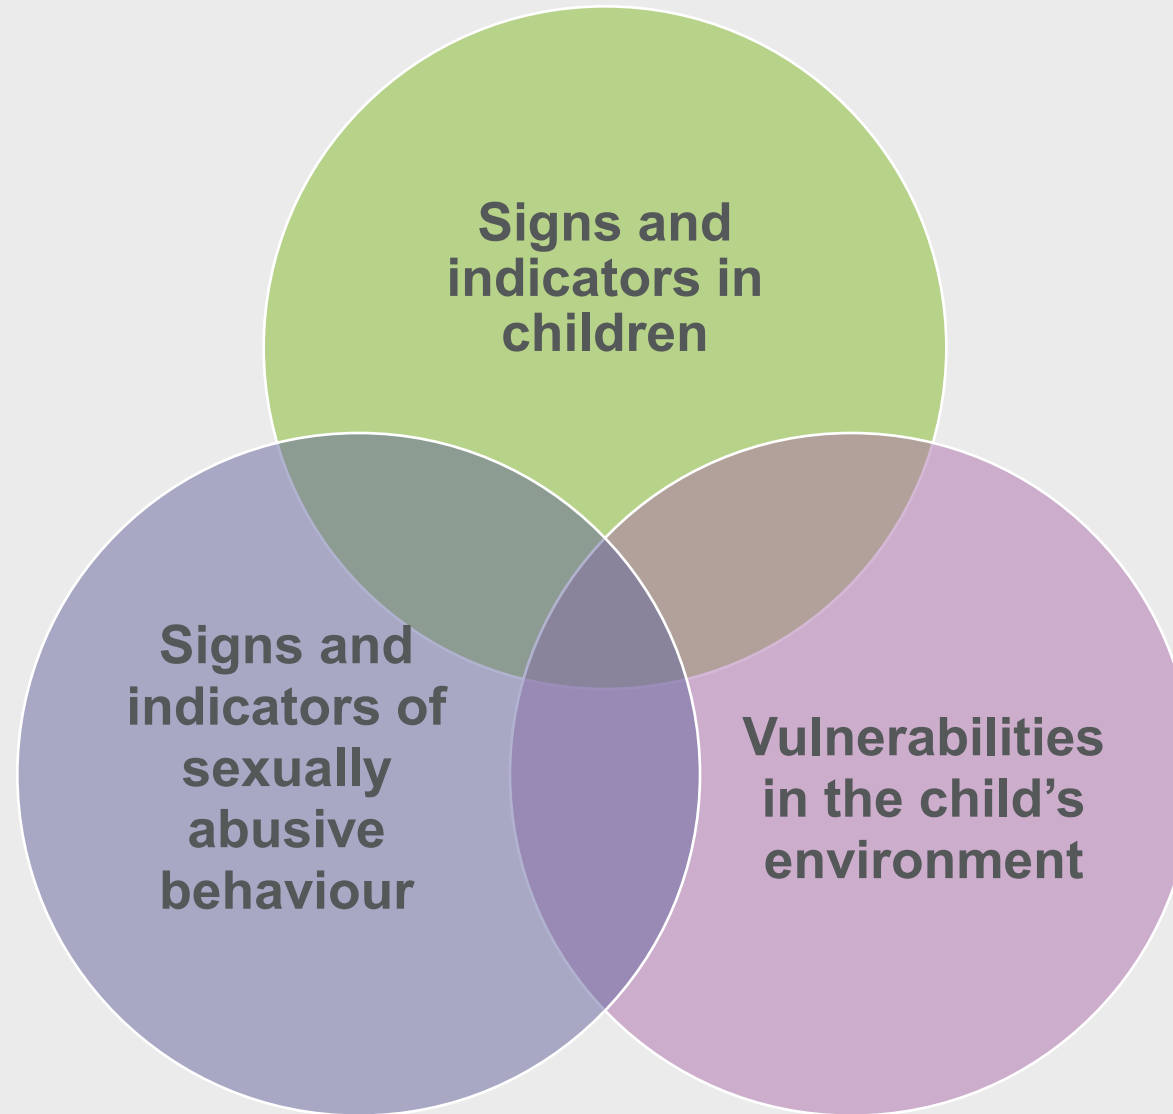 Signs and
indicators in
children
Signs and
indicators of
sexually
abusive
behaviour
Vulnerabilities
in the child’s
environment